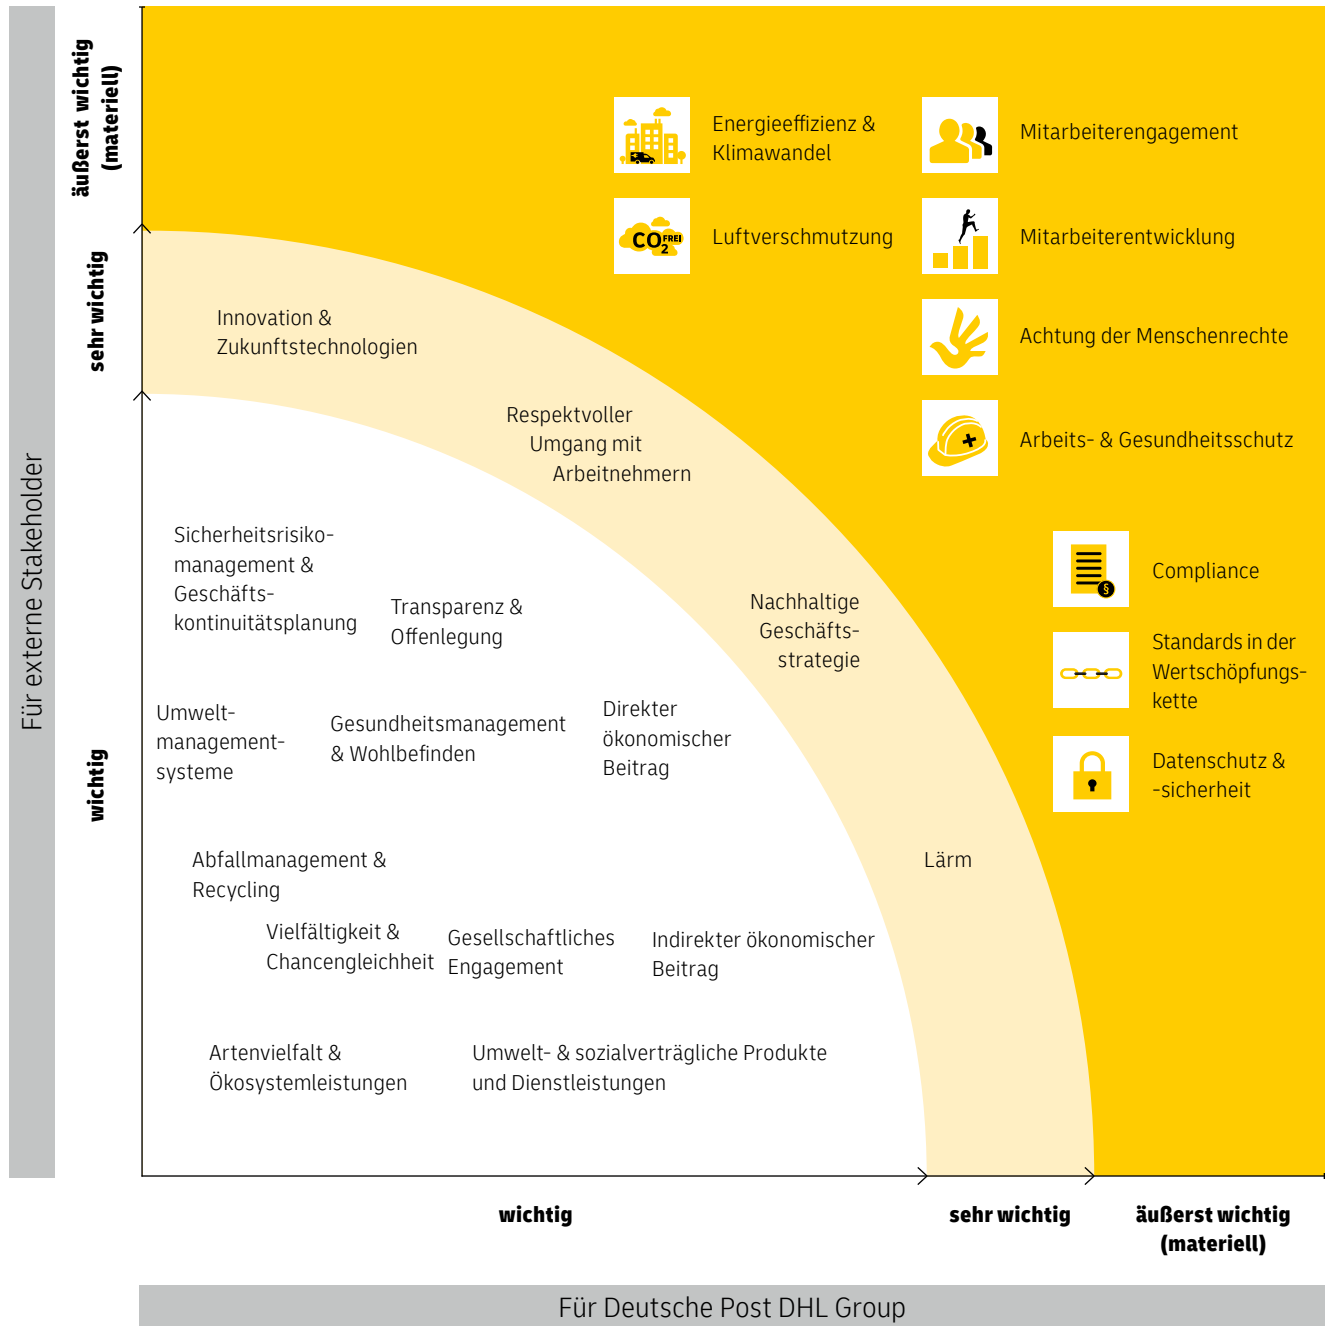 Für externe Stakeholder
äußerst wichtig
(materiell)
sehr wichtig
wichtig
Energieeffizienz &
Klimawandel
Mitarbeiterengagement
CO2 FREI
Luftverschmutzung
Mitarbeiterentwicklung
Innovation &
Zukunftstechnologien
Achtung der Menschenrechte
Respektvoller
Umgang mit
Arbeitnehmern
Arbeits- & Gesundheitsschutz
Sicherheitsrisiko-
management &
Geschäfts-
kontinuitätsplanung
Transparenz &
Offenlegung
Nachhaltige
Geschäfts-
strategie
§
Compliance
Standards in der
Wertschöpfungs-
kette
Umwelt-
management-
systeme
Gesundheitsmanagement
& Wohlbefinden
Direkter
ökonomischer
Beitrag
Datenschutz &
-sicherheit
Abfallmanagement &
Recycling
Lärm
Vielfältigkeit &
Chancengleichheit
Gesellschaftliches
Engagement
Indirekter ökonomischer
Beitrag
Artenvielfalt &
Ökosystemleistungen
Umwelt- & sozialverträgliche Produkte
und Dienstleistungen
wichtig
sehr wichtig
äußerst wichtig
(materiell)
Für Deutsche Post DHL Group